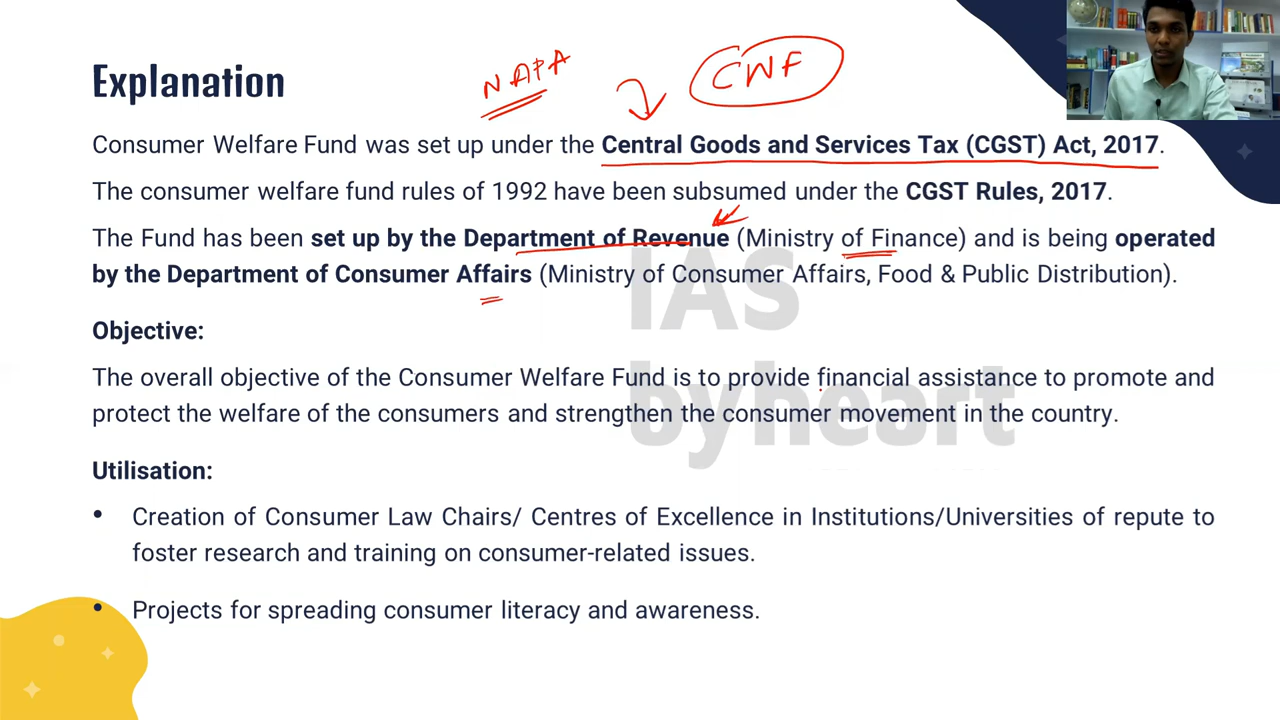 NAPA
CWF
Explanation
Consumer Welfare Fund was set up under the Central Goods and Services Tax (CGST) Act, 2017.
The consumer welfare fund rules of 1992 have been subsumed under the CGST Rules, 2017.
The Fund has been set up by the Department of Revenue (Ministry of Finance) and is being operated
by the Department of Consumer Affairs (Ministry of Consumer Affairs, Food & Public Distribution).
IAS
byheart
Objective:
The overall objective of the Consumer Welfare Fund is to provide financial assistance to promote and
protect the welfare of the consumers and strengthen the consumer movement in the country.
Utilisation:
• Creation of Consumer Law Chairs/ Centres of Excellence in Institutions/Universities of repute to
foster research and training on consumer-related issues.
• Projects for spreading consumer literacy and awareness.